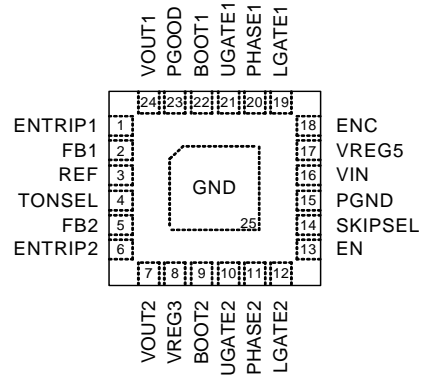 VOUT1 PGOOD BOOT1 UGATE1 PHASE1 LGATE1
24 23 22 21 20 19
ENTRIP1 1 18 ENC
FB1 2 17 VREG5
REF 3 16 VIN
TONSEL 4 GND 15 PGND
FB2 5 14 SKIPSEL
25
ENTRIP2 6 13 EN
7 8 9 10 11 12
VOUT2 VREG3 BOOT2 UGATE2 PHASE2 LGATE2